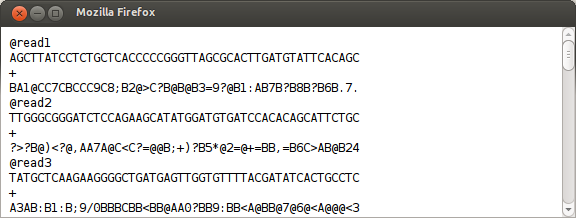 Mozilla Firefox
@read1
AGCTTATCCTCTGCTCACCCCCGGGTTAGCGCACTTGATGTATTCACAGC
+
BA1@CC7CBCCC9C8;B2@>C?B@B@B3=9?@B1:AB7B?B8B?B6B.7.
@read2
TTGGGCGGGATCTCCAGAAGCATATGGATGTGATCCACACAGCATTCTGC
+
?>?B@)<?@,AA7A@C<C?=@@B;+)?B5*@2=@+=BB,=B6C>AB@B24
@read3
TATGCTCAAGAAGGGGCTGATGAGTTGGTGTTTTACGATATCACTGCCTC
+
A3AB:B1:B;9/0BBBCBB<BB@AA0?BB9:BB<A@BB@7@6@<A@@@<3